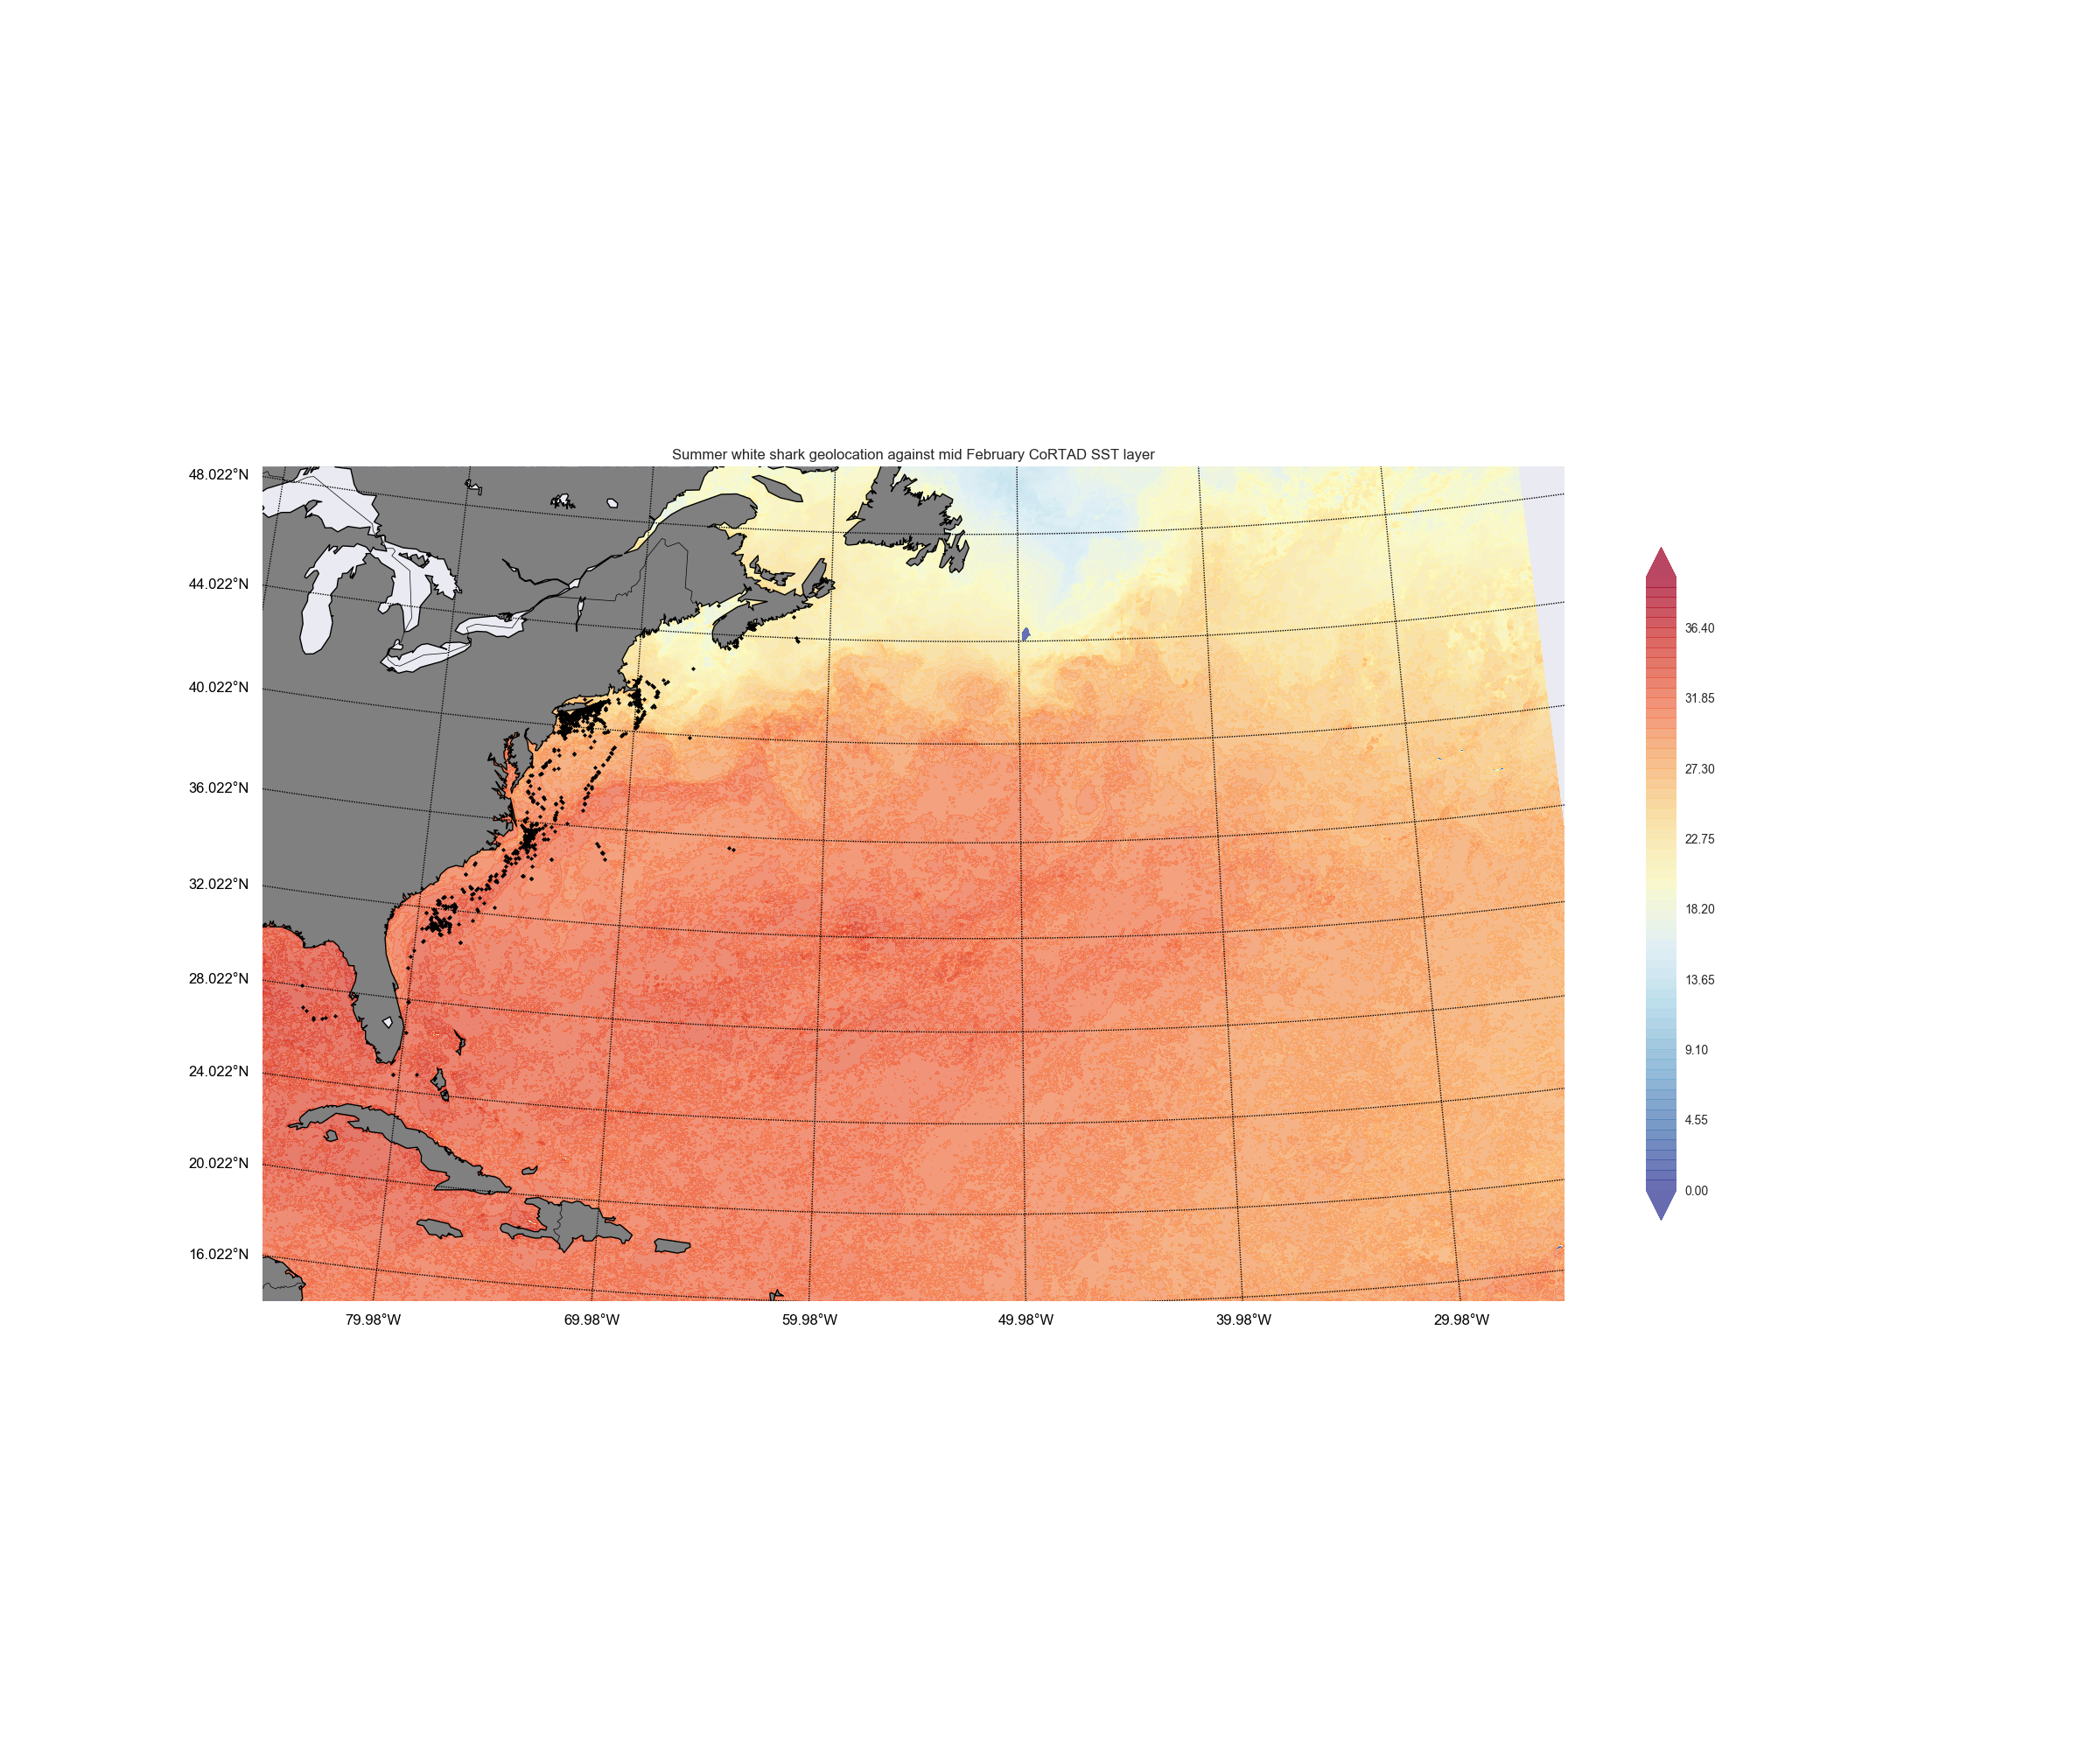 Summer white shark geolocation against mid February CoRTAD SST layer
48.022°N
44.022°N
40.022°N
36.022°N
32.022°N
28.022°N
24.022°N
20.022°N
16.022°N
79.98°W
69.98°W
59.98°W
49.98°W
39.98°W
29.98°W
36.40
31.85
27.30
22.75
18.20
13.65
9.10
4.55
0.00